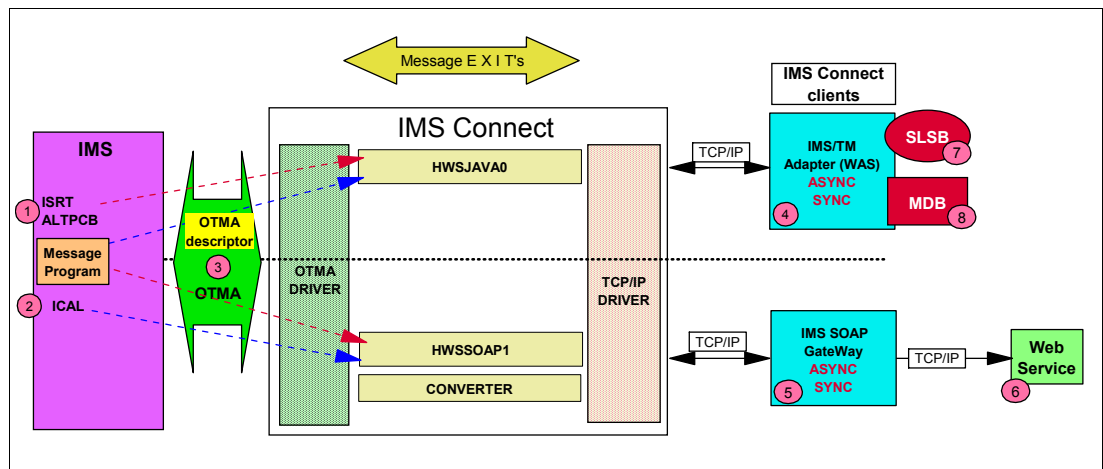 Message E X I T's
IMS Connect
clients
IMS
IMS Connect
SLSB
7
TCP/IP
IMS/TM
Adapter (WAS)
ASYNC
SYNC
4
HWSJAVA0
MDB
8
1
ISRT
ALTPCB
OTMA
descriptor
3
Message
Program
OTMA
OTMA
DRIVER
TCP/IP
DRIVER
2
ICAL
HWSSOAP1
CONVERTER
TCP/IP
IMS SOAP
GateWay
ASYNC
SYNC
5
TCP/IP
Web
Service
6